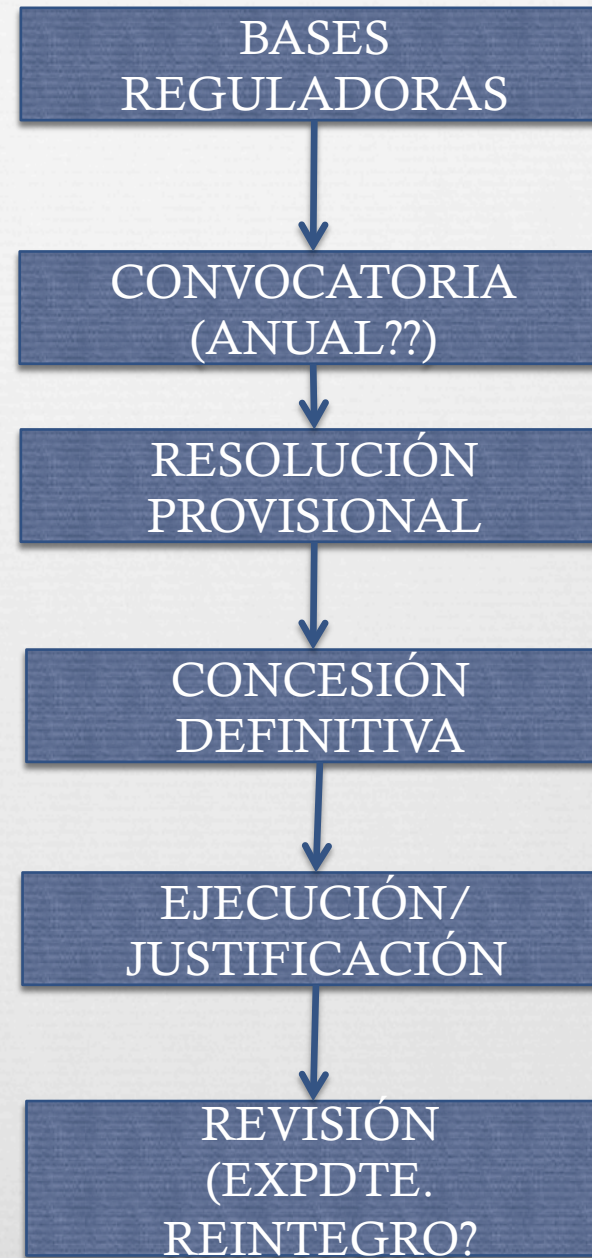 BASES
REGULADORAS
CONVOCATORIA
(ANUAL??)
RESOLUCIÓN
PROVISIONAL
CONCESIÓN
DEFINITIVA
EJECUCIÓN/
JUSTIFICACIÓN
REVISIÓN
(EXPDTE.
REINTEGRO?